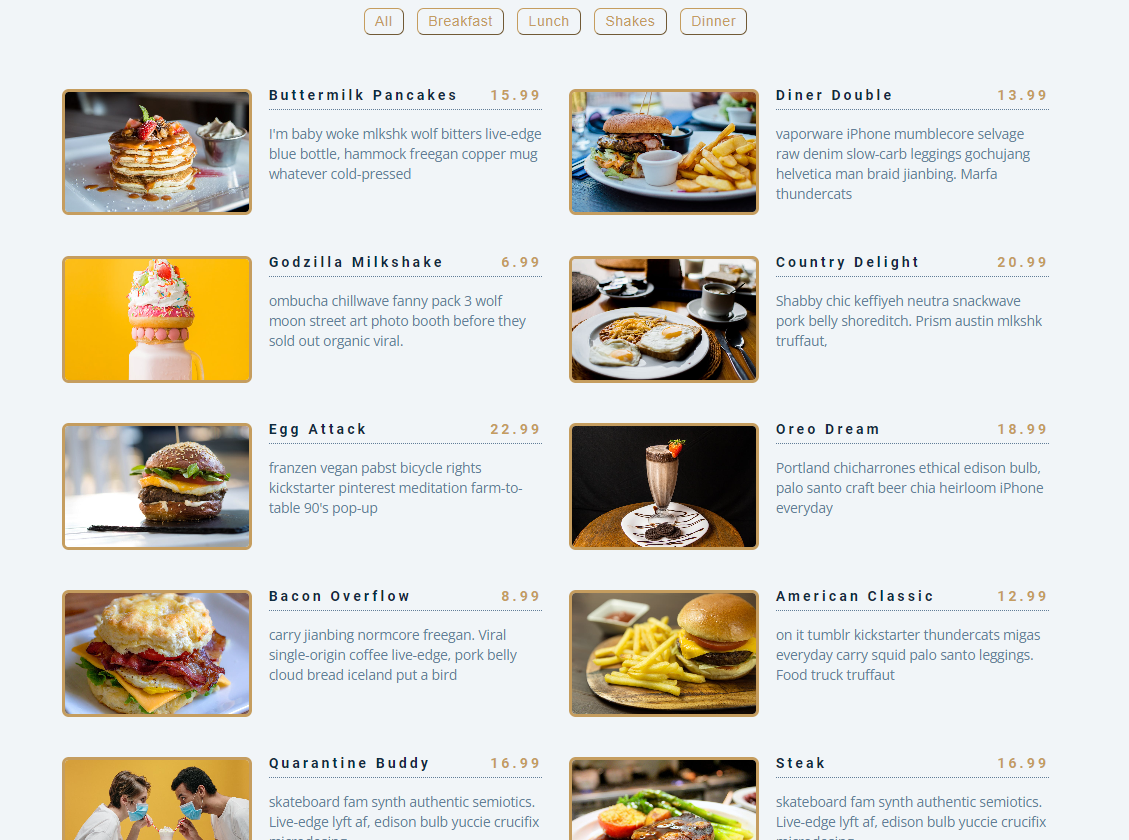 All Breakfast Lunch Shakes Dinner
Buttermilk Pancakes 15.99
I'm baby woke mlkshk wolf bitters live-edge
blue bottle, hammock freegan copper mug
whatever cold-pressed
Diner Double 13.99
vaporware iPhone mumblecore selvage
raw denim slow-carb leggings gochujang
helvetica man braid jianbing. Marfa
thundercats
Godzilla Milkshake 6.99
ombucha chillwave fanny pack 3 wolf
moon street art photo booth before they
sold out organic viral.
Country Delight 20.99
Shabby chic keffiyeh neutra snackwave
pork belly shoreditch. Prism austin mlkshk
truffaut,
Egg Attack 22.99
franzen vegan pabst bicycle rights
kickstarter pinterest meditation farm-to-
table 90's pop-up
Oreo Dream 18.99
Portland chicharrones ethical edison bulb,
palo santo craft beer chia heirloom iPhone
everyday
Bacon Overflow 8.99
carry jianbing normcore freegan. Viral
single-origin coffee live-edge, pork belly
cloud bread iceland put a bird
American Classic 12.99
on it tumblr kickstarter thundercats migas
everyday carry squid palo santo leggings.
Food truck truffaut
Quarantine Buddy 16.99
skateboard fam synth authentic semiotics.
Live-edge lyft af, edison bulb yuccie crucifix
Steak 16.99
skateboard fam synth authentic semiotics.
Live-edge lyft af, edison bulb yuccie crucifix